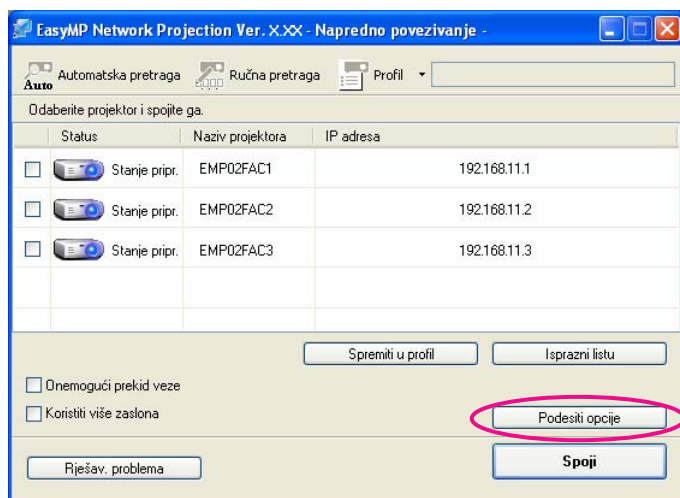 EasyMP Network Projection Ver. X.XX - Napredno povezivanje -
Auto Automatska pretraga Ručna pretraga Profil
Odaberite projektor i spojite ga.
Status Naziv projektora IP adresa
Stanje pripr. EMP02FAC1 192.168.11.1
Stanje pripr. EMP02FAC2 192.168.11.2
Stanje pripr. EMP02FAC3 192.168.11.3
Spremiti u profil Isprazni listu
Onemogući prekid veze
Koristiti više zaslona Podesiti opcije
Rješav. problema Spoji